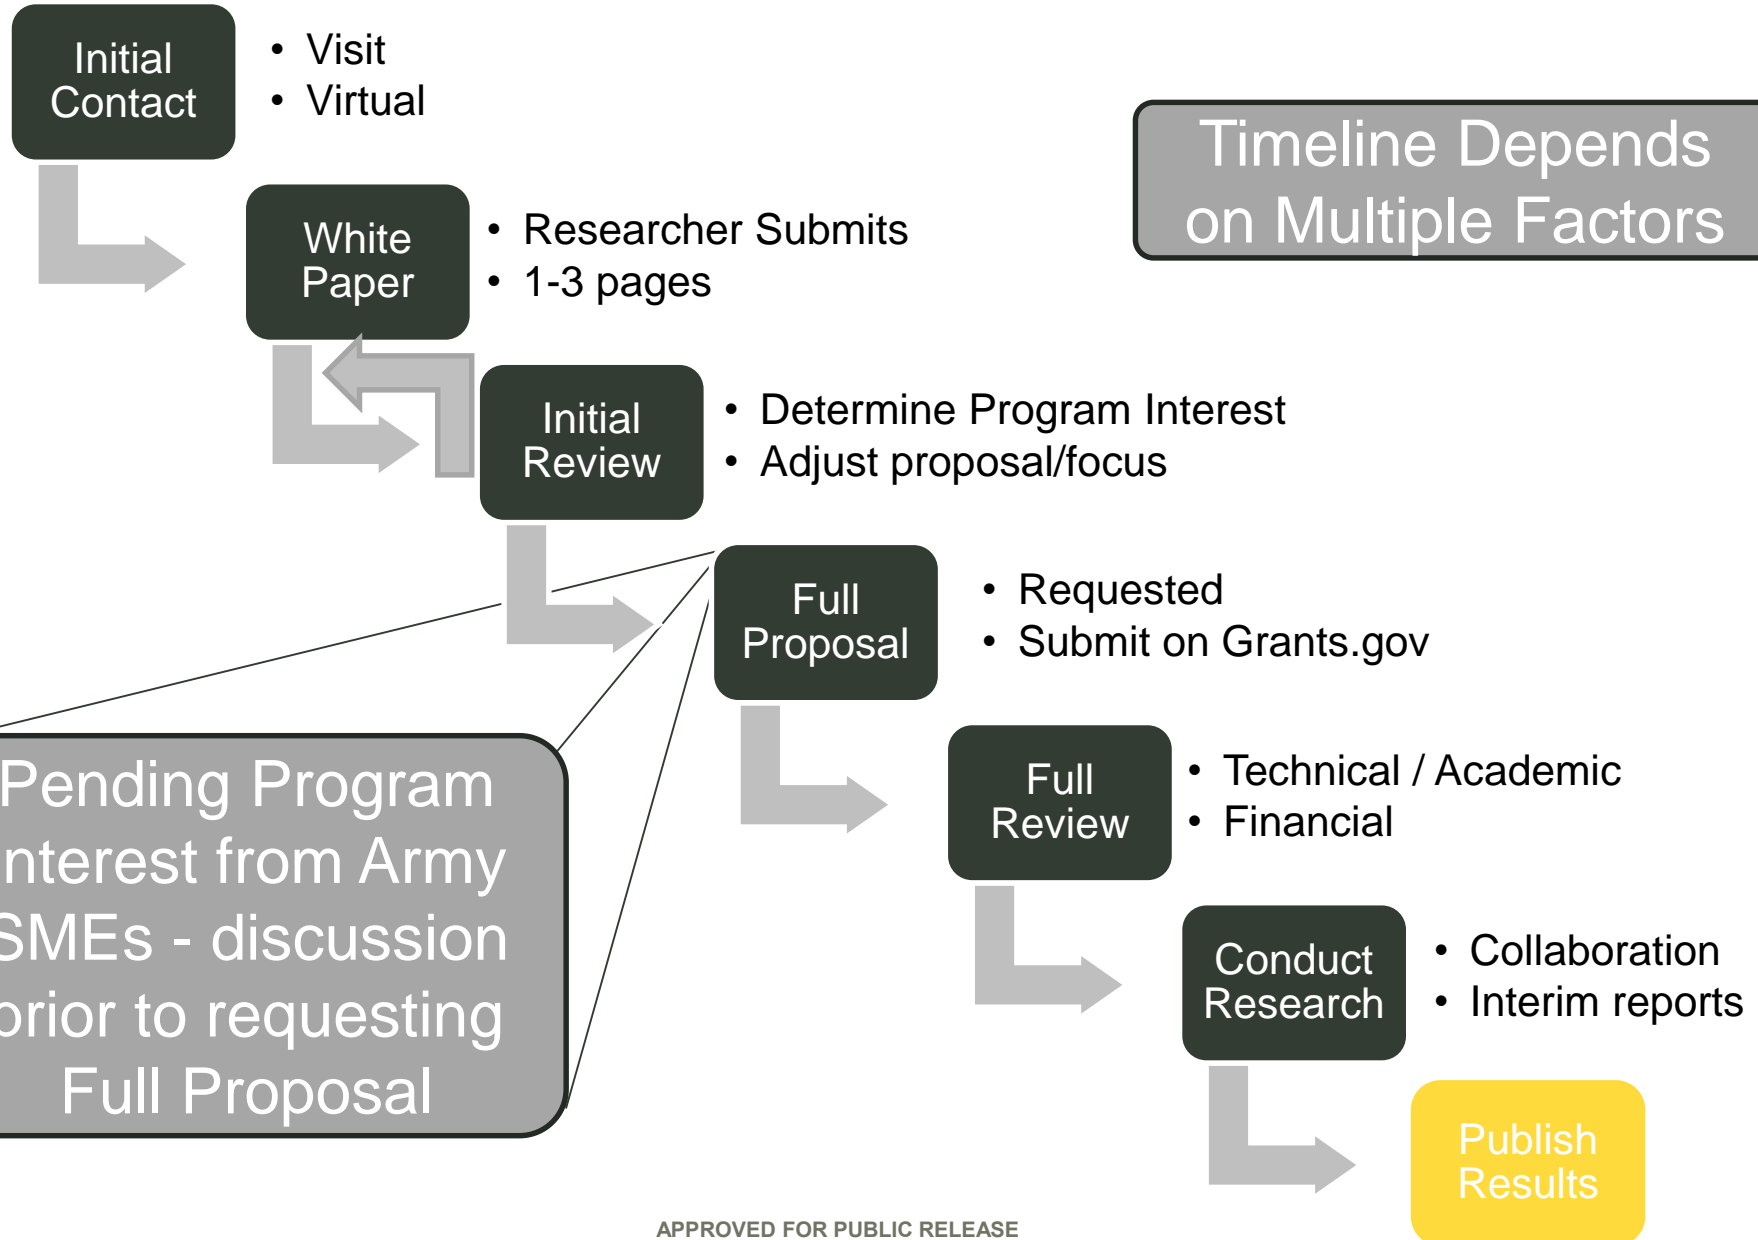 Initial
Contact
• Visit
• Virtual
Timeline Depends
on Multiple Factors
White
Paper
• Researcher Submits
• 1-3 pages
Initial
Review
• Determine Program Interest
• Adjust proposal/focus
Full
Proposal
• Requested
• Submit on Grants.gov
Pending Program
nterest from Army
SMEs - discussion
prior to requesting
Full Proposal
Full
Review
• Technical / Academic
• Financial
Conduct
Research
• Collaboration
• Interim reports
Publish
Results
APPROVED FOR PUBLIC RELEASE